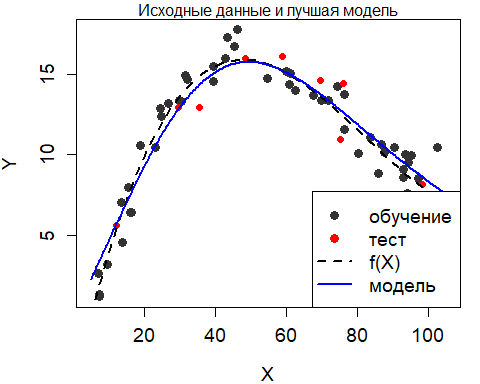 Исходные данные и лучшая модель
Y
15
10
5
обучение
тест
f(X)
модель
20
40
60
80
100
X